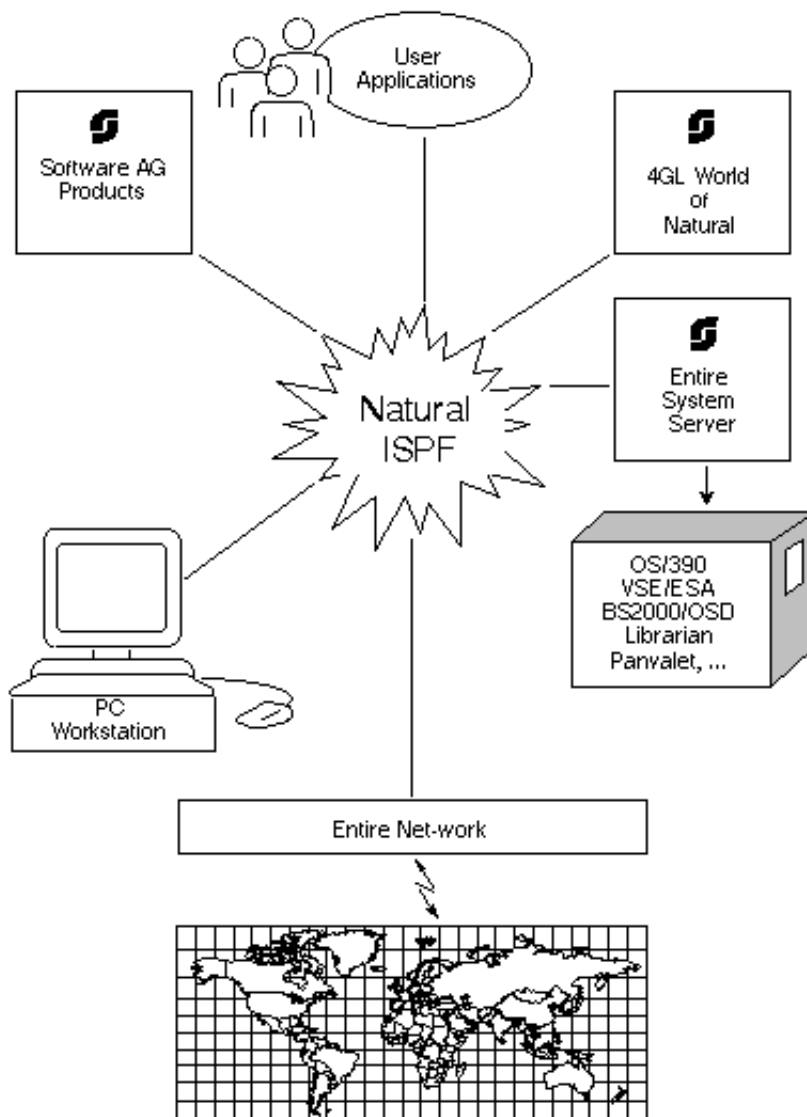 User
Applications
Software AG
Products
4GL World
of
Natural
Natural
ISPF
Entire
System
Server
OS/390
VSE/ESA
BS2000/OSD
Librarian
Panvalet, ...
PC
Workstation
Entire Net-work